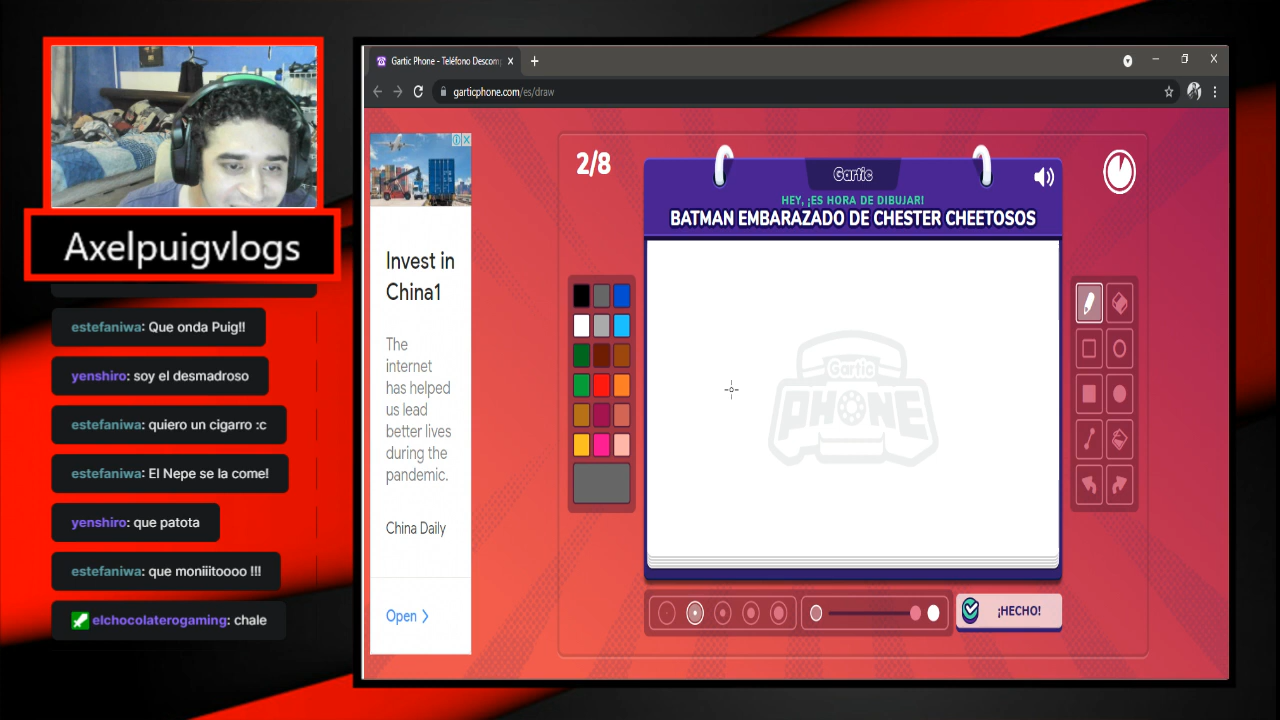 Axelpuigvlogs
estefaniwa: Que onda Puig!!
yenshiro: soy el desmadroso
estefaniwa: quiero un cigarro :c
estefaniwa: El Nepe se la come!
yenshiro: que patota
estefaniwa: que moniiitoooo !!!
elchocolaterogaming: chale
Gartic Phone - Teléfono Descom
garticphone.com/es/draw
Invest in
China1
The
internet
has helped
us lead
better lives
during the
pandemic.
China Daily
Open
2/8
Gartic
HEY, ¡ES HORA DE DIBUJAR!
BATMAN EMBARAZADO DE CHESTER CHEETOSOS
Gartic
PHONE
¡HECHO!